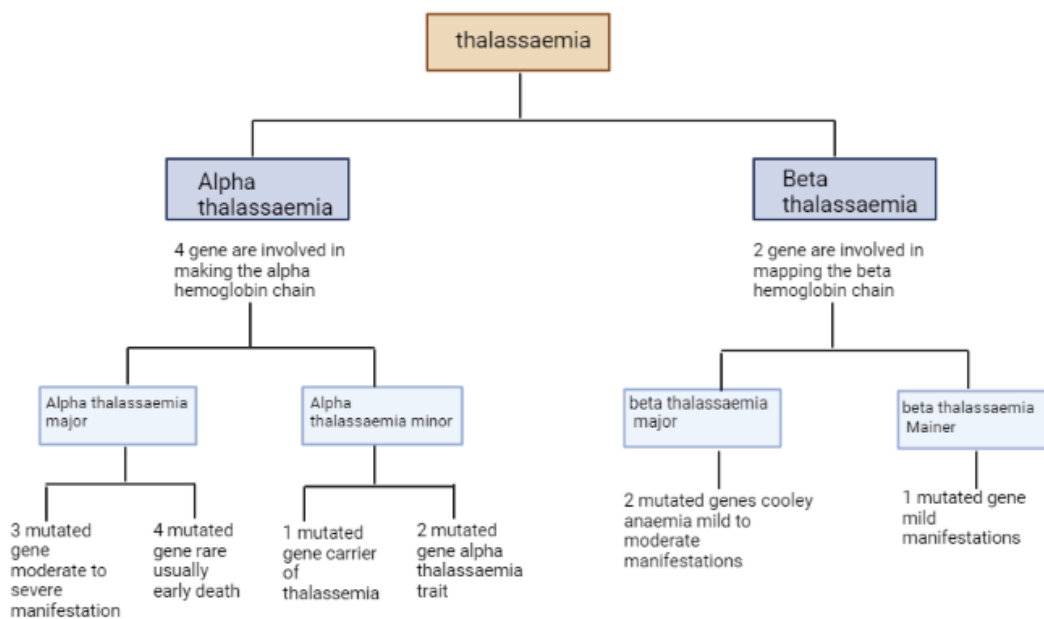 thalassaemia
Alpha
thalassaemia
Beta
thalassaemia
4 gene are involved in
making the alpha
hemoglobin chain
2 gene are involved in
mapping the beta
hemoglobin chain
Alpha thalassaemia
major
Alpha
thalassaemia minor
beta thalassaemia
major
beta thalassaemia
Mainer
3 mutated
gene
moderate to
severe
manifestation
4 mutated
gene rare
usually
early death
1 mutated
gene carrier
of
thalassemia
2 mutated
gene alpha
thalassaemia
trait
2 mutated genes cooley
anaemia mild to
moderate
manifestations
1 mutated gene
mild
manifestations